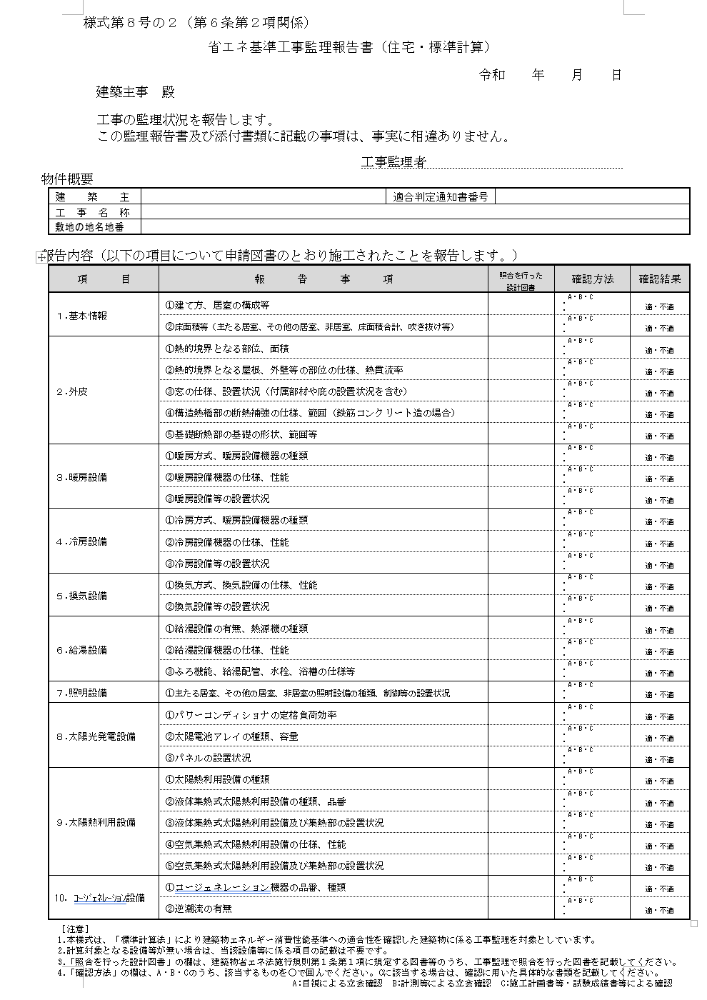 様式第８号の２（第６条第２項関係）
省エネ基準工事監理報告書（住宅・標準計算）
令和　　年　　月　　日
建築主事　殿
工事の監理状況を報告します。
この監理報告書及び添付書類に記載の事項は、事実に相違ありません。
工事監理者
物件概要
建　築　主　適合判定通知書番号
工 事 名 称
敷地の地名地番
報告内容（以下の項目について申請図書のとおり施工されたことを報告します。）
項　目　報　告　事　項　照合を行った設計図書　確認方法　確認結果
１.基本情報
①建て方、居室の構成等　A・B・C：　適・不適
②床面積等（主たる居室、その他の居室、非居室、床面積合計、吹き抜け等）　A・B・C：　適・不適
２.外皮
①熱的境界となる部位、面積　A・B・C：　適・不適
②熱的境界となる屋根、外壁等の部位の仕様、熱貫流率　A・B・C：　適・不適
③窓の仕様、設置状況（付属部材や庇の設置状況を含む）　A・B・C：　適・不適
④構造熱橋部の断熱補強の仕様、範囲（鉄筋コンクリート造の場合）　A・B・C：　適・不適
⑤基礎断熱部の基礎の形状、範囲等　A・B・C：　適・不適
３.暖房設備
①暖房方式、暖房設備機器の種類　A・B・C：　適・不適
②暖房設備機器の仕様、性能　A・B・C：　適・不適
③暖房設備等の設置状況　A・B・C：　適・不適
４.冷房設備
①冷房方式、暖房設備機器の種類　A・B・C：　適・不適
②冷房設備機器の仕様、性能　A・B・C：　適・不適
③冷房設備等の設置状況　A・B・C：　適・不適
５.換気設備
①換気方式、換気設備の仕様、性能　A・B・C：　適・不適
②換気設備等の設置状況　A・B・C：　適・不適
６.給湯設備
①給湯設備の有無、熱源機の種類　A・B・C：　適・不適
②給湯設備機器の仕様、性能　A・B・C：　適・不適
③ふろ機能、給湯配管、水栓、浴槽の仕様等　A・B・C：　適・不適
７.照明設備
①主たる居室、その他の居室、非居室の照明設備の種類、制御等の設置状況　A・B・C：　適・不適
８.太陽光発電設備
①パワーコンディショナの定格負荷効率　A・B・C：　適・不適
②太陽電池アレイの種類、容量　A・B・C：　適・不適
③パネルの設置状況　A・B・C：　適・不適
９.太陽熱利用設備
①太陽熱利用設備の種類　A・B・C：　適・不適
②液体集熱式太陽熱利用設備の種類、品番　A・B・C：　適・不適
③液体集熱式太陽熱利用設備及び集熱部の設置状況　A・B・C：　適・不適
④空気集熱式太陽熱利用設備の仕様、性能　A・B・C：　適・不適
⑤空気集熱式太陽熱利用設備及び集熱部の設置状況　A・B・C：　適・不適
10. コージェネレーション設備
①コージェネレーション機器の品番、種類　A・B・C：　適・不適
②逆潮流の有無　A・B・C：　適・不適
［注意］
1.本様式は、「標準計算法」により建築物エネルギー消費性能基準への適合性を確認した建築物に係る工事監理を対象としています。
2.計算対象となる設備等が無い場合は、当該設備等に係る項目の記載は不要です。
3.「照合を行った設計図書」の欄は、建築物省エネ法施行規則第１条第１項に規定する図書等のうち、工事監理で照合を行った図書を記載してください。
4.「確認方法」の欄は、A・B・Cのうち、該当するものを〇で囲んでください。Cに該当する場合は、確認に用いた具体的な書類を記載してください。
A:目視による立会確認　B:計測等による立会確認　C:施工計画書等・試験成績書等による確認